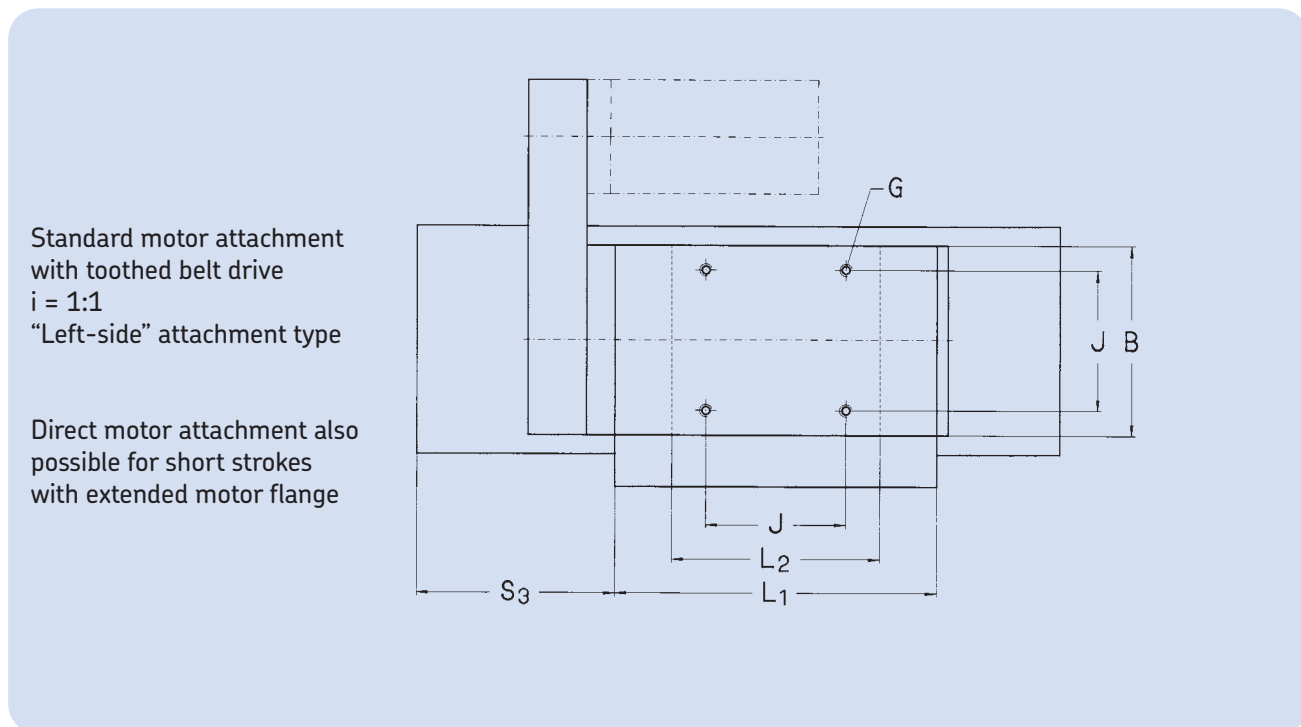 Standard motor attachment
with toothed belt drive
i = 1:1
“Left-side” attachment type
Direct motor attachment also
possible for short strokes
with extended motor flange
G
J B
J
L2
S3 L1